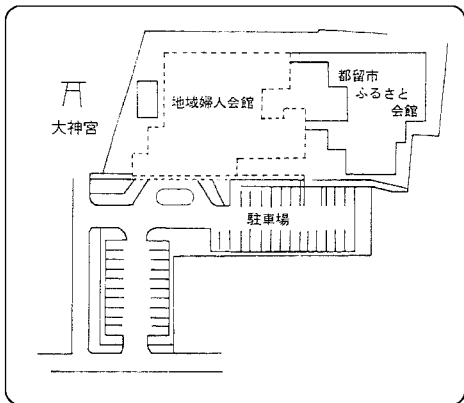 都留市
ふるさと
会館
地域婦人会館
大神宮
駐車場